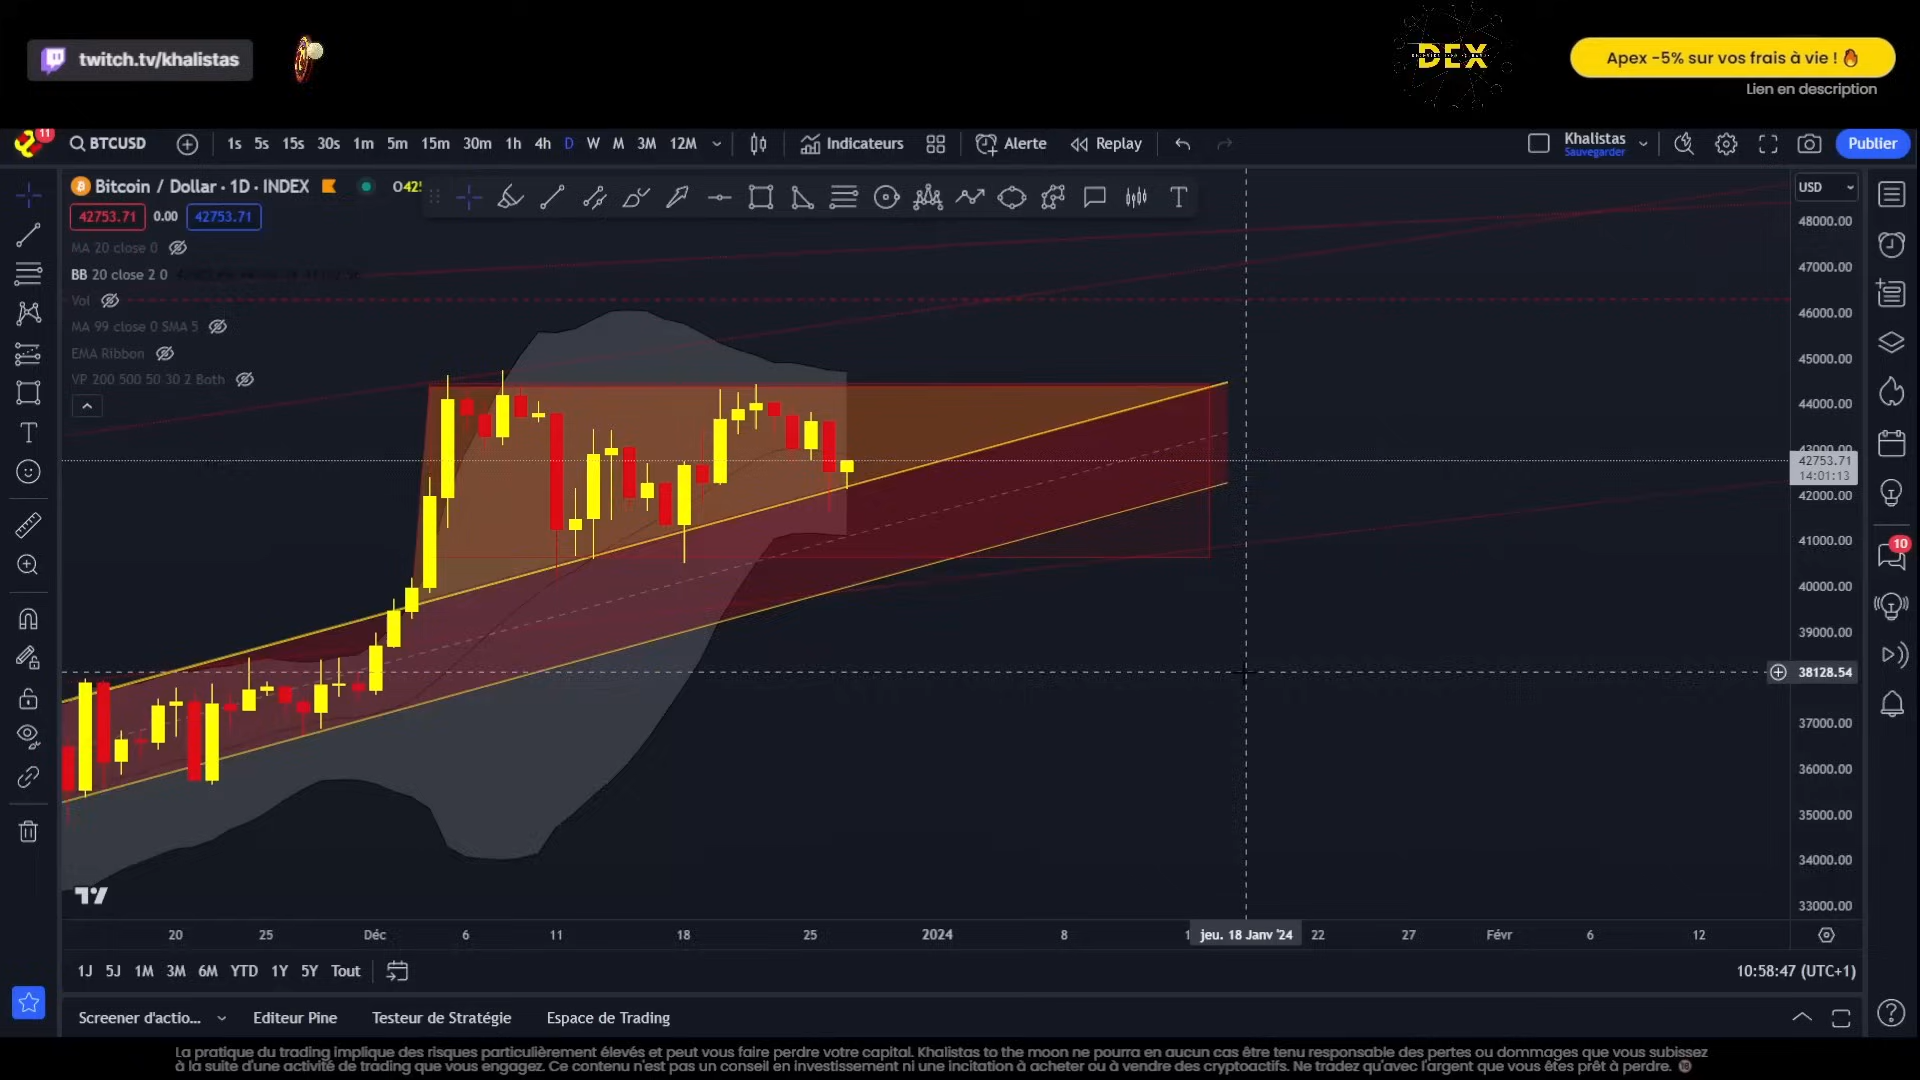 twitch.tv/khalistas
DEX
Apex -5% sur vos frais à vie !
Lien en description
11
BTCUSD
1s 5s 15s 30s 1m 5m 15m 30m 1h 4h D W M 3M 12M
Indicateurs
Alerte
Replay
Khalistas
Sauvegarder
Publier
Bitcoin / Dollar · 1D · INDEX
O42
42753.71 0.00 42753.71
MA 20 close 0
BB 20 close 2 0
Vol
MA 99 close 0 SMA 5
EMA Ribbon
VP 200 500 50 30 2 Both
USD
48000.00
47000.00
46000.00
45000.00
44000.00
43000.00
42753.71
14:01:13
42000.00
41000.00
40000.00
39000.00
38128.54
37000.00
36000.00
35000.00
34000.00
33000.00
10
20 25 Déc 6 11 18 25 2024 8 1 jeu. 18 Janv '24 22 27 Févr 6 12
1J 5J 1M 3M 6M YTD 1Y 5Y Tout
10:58:47 (UTC+1)
Screener d'actio... Editeur Pine Testeur de Stratégie Espace de Trading
La pratique du trading implique des risques particulièrement élevés et peut vous faire perdre votre capital. Khalistas to the moon ne pourra en aucun cas être tenu responsable des pertes ou dommages que vous subissez
à la suite d'une activité de trading que vous engagez. Ce contenu n'est pas un conseil en investissement ni une incitation à acheter ou à vendre des cryptoactifs. Ne tradez qu'avec l'argent que vous êtes prêt à perdre.